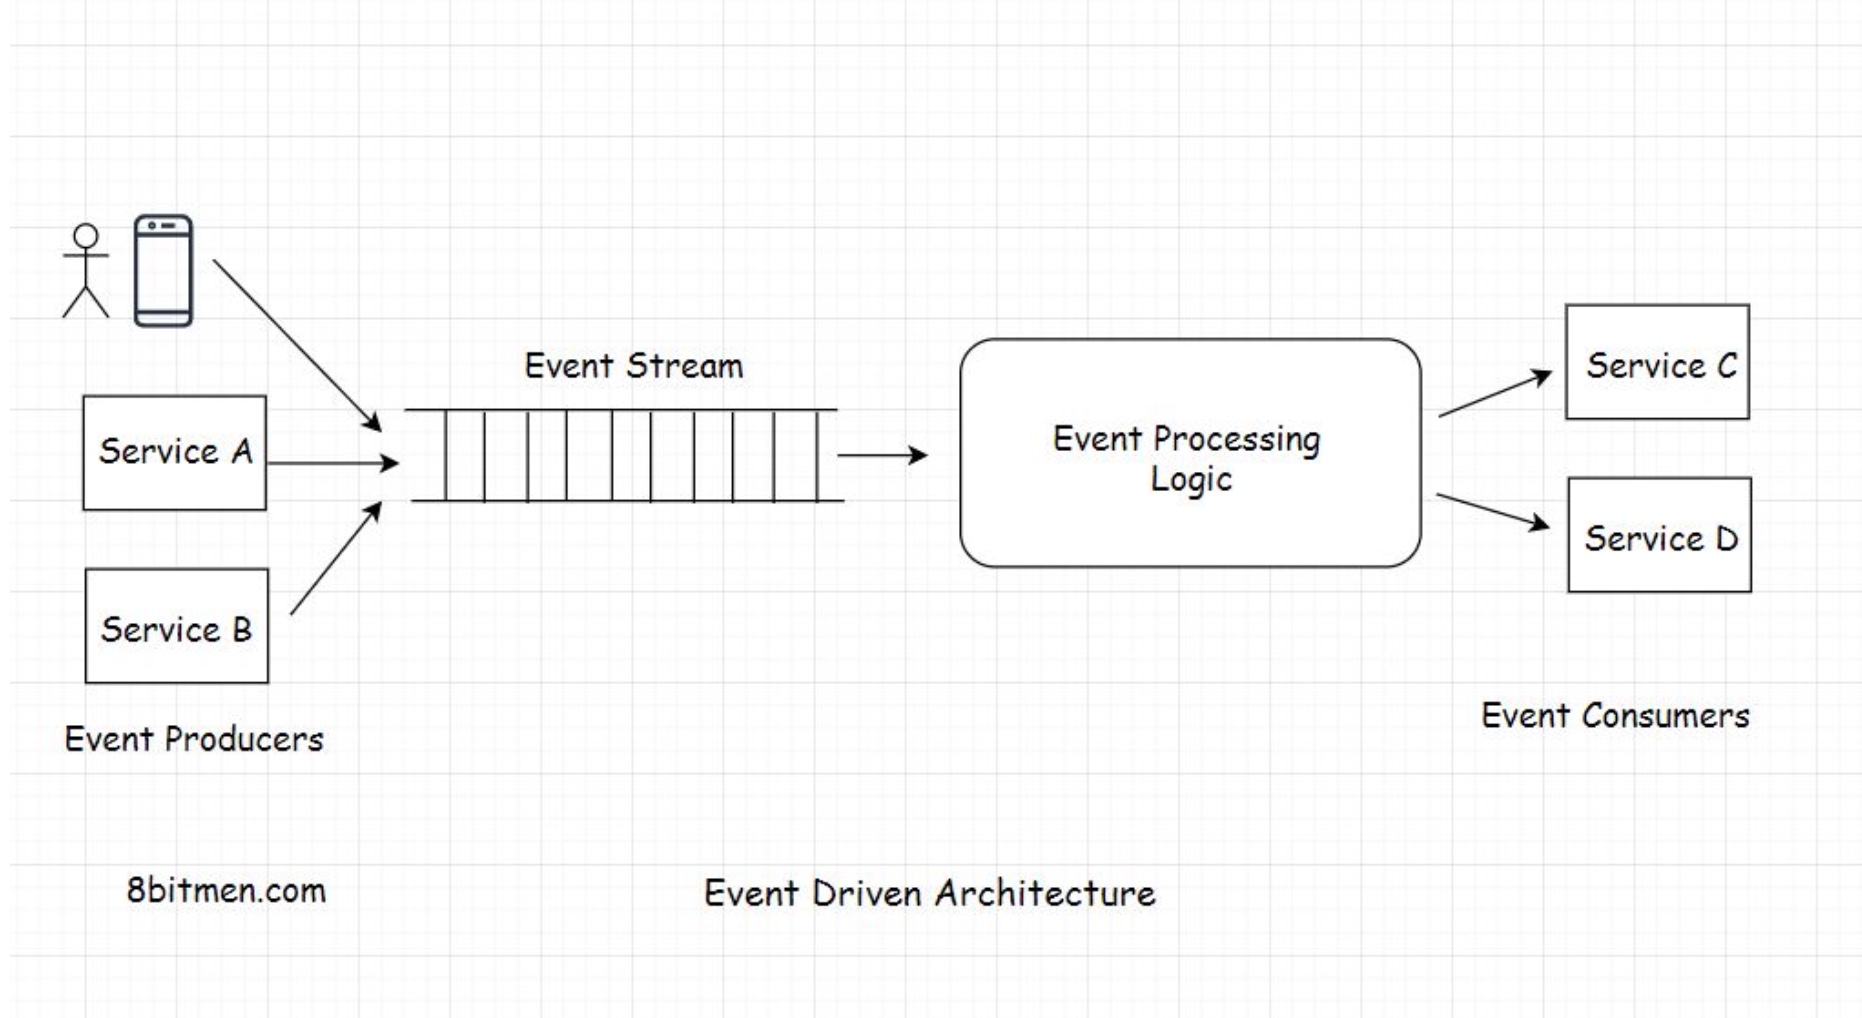 Event Stream
Service A
Service B
Event Producers
Event Processing
Logic
Service C
Service D
Event Consumers
8bitmen.com
Event Driven Architecture